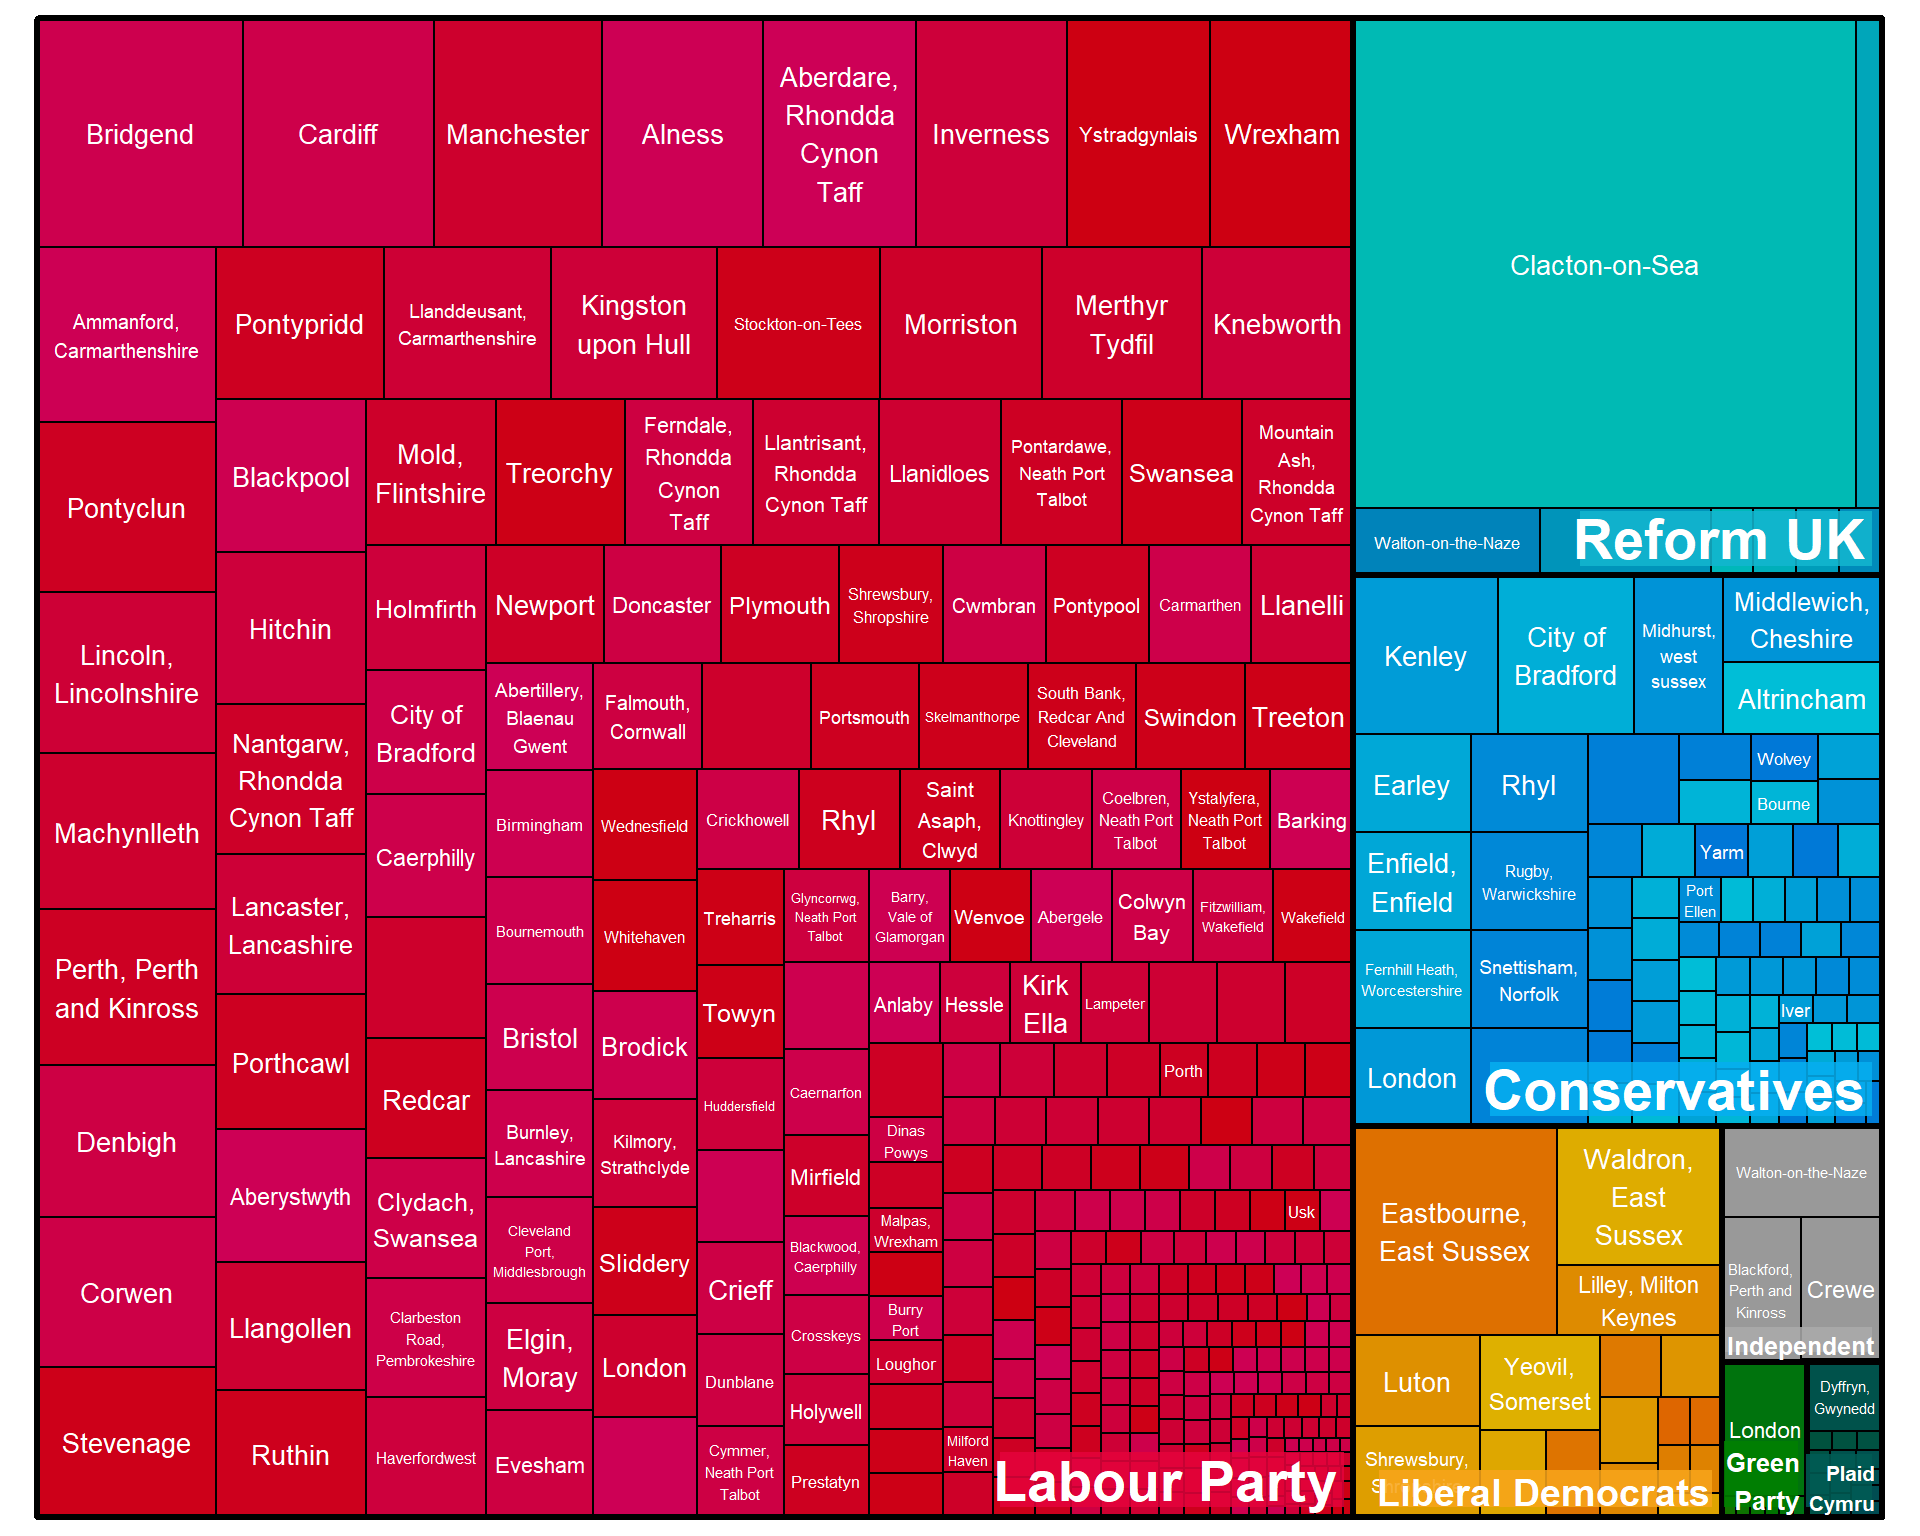 Bridgend
Cardiff
Manchester
Alness
Aberdare,
Rhondda
Cynon
Taff
Inverness
Ystradgynlais
Wrexham
Ammanford,
Carmarthenshire
Pontypridd
Llanddeusant,
Carmarthenshire
Kingston
upon Hull
Stockton-on-Tees
Morriston
Merthyr
Tydfil
Knebworth
Pontyclun
Lincoln,
Lincolnshire
Machynlleth
Perth, Perth
and Kinross
Denbigh
Corwen
Stevenage
Blackpool
Hitchin
Nantgarw,
Rhondda
Cynon Taff
Lancaster,
Lancashire
Porthcawl
Aberystwyth
Llangollen
Ruthin
Mold,
Flintshire
Treorchy
Ferndale,
Rhondda
Cynon
Taff
Llantrisant,
Rhondda
Cynon Taff
Llanidloes
Pontardawe,
Neath Port
Talbot
Swansea
Mountain
Ash,
Rhondda
Cynon Taff
Holmfirth
City of
Bradford
Caerphilly
Redcar
Clydach,
Swansea
Clarbeston
Road,
Pembrokeshire
Haverfordwest
Newport
Doncaster
Plymouth
Shrewsbury,
Shropshire
Cwmbran
Pontypool
Carmarthen
Llanelli
Abertillery,
Blaenau
Gwent
Birmingham
Bournemouth
Bristol
Burnley,
Lancashire
Cleveland
Port,
Middlesbrough
Elgin,
Moray
Evesham
Falmouth,
Cornwall
Portsmouth
Skelmanthorpe
South Bank,
Redcar And
Cleveland
Swindon
Treeton
Wednesfield
Whitehaven
Brodick
Kilmory,
Strathclyde
Sliddery
London
Crickhowell
Rhyl
Saint
Asaph,
Clwyd
Knottingley
Coelbren,
Neath Port
Talbot
Ystalyfera,
Neath Port
Talbot
Barking
Treharris
Towyn
Huddersfield
Crieff
Dunblane
Cymmer,
Neath Port
Talbot
Glyncorrwg,
Neath Port
Talbot
Barry,
Vale of
Glamorgan
Wenvoe
Abergele
Colwyn
Bay
Fitzwilliam,
Wakefield
Wakefield
Caernarfon
Mirfield
Blackwood,
Caerphilly
Crosskeys
Holywell
Prestatyn
Anlaby
Hessle
Kirk
Ella
Lampeter
Dinas
Powys
Malpas,
Wrexham
Burry
Port
Loughor
Milford
Haven
Porth
Usk
Labour Party
Clacton-on-Sea
Walton-on-the-Naze
Reform UK
Kenley
City of
Bradford
Midhurst,
west
sussex
Middlewich,
Cheshire
Altrincham
Earley
Rhyl
Wolvey
Bourne
Enfield,
Enfield
Rugby,
Warwickshire
Yarm
Port
Ellen
Fernhill Heath,
Worcestershire
Snettisham,
Norfolk
Iver
London
Conservatives
Eastbourne,
East Sussex
Waldron,
East
Sussex
Lilley, Milton
Keynes
Luton
Yeovil,
Somerset
Shrewsbury,
Liberal Democrats
Walton-on-the-Naze
Blackford,
Perth and
Kinross
Crewe
Independent
London
Green
Party
Dyffryn,
Gwynedd
Plaid
Cymru